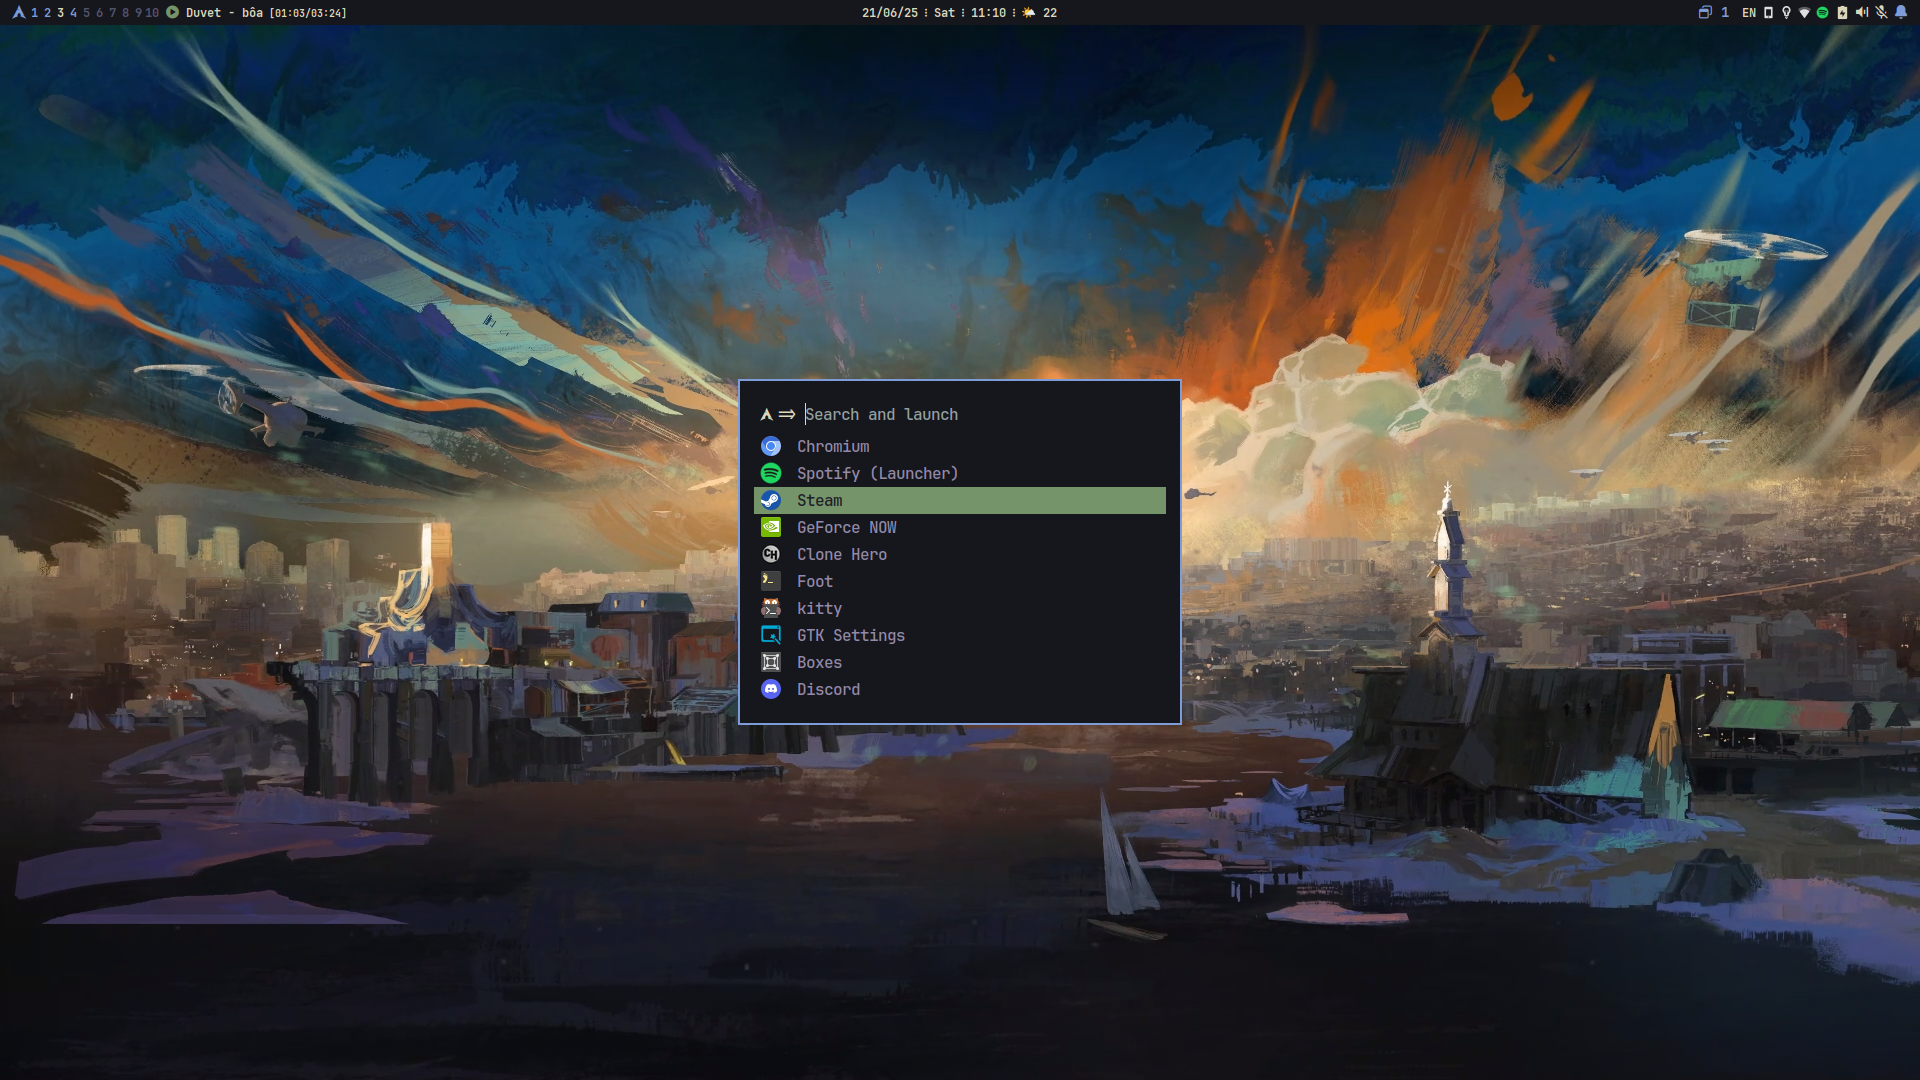 1 2 3 4 5 6 7 8 9 10 Duvet - bôa [01:03/03:24]
21/06/25 : Sat : 11:10 : 22
1 EN
Search and launch
Chromium
Spotify (Launcher)
Steam
GeForce NOW
CH Clone Hero
Foot
kitty
GTK Settings
Boxes
Discord